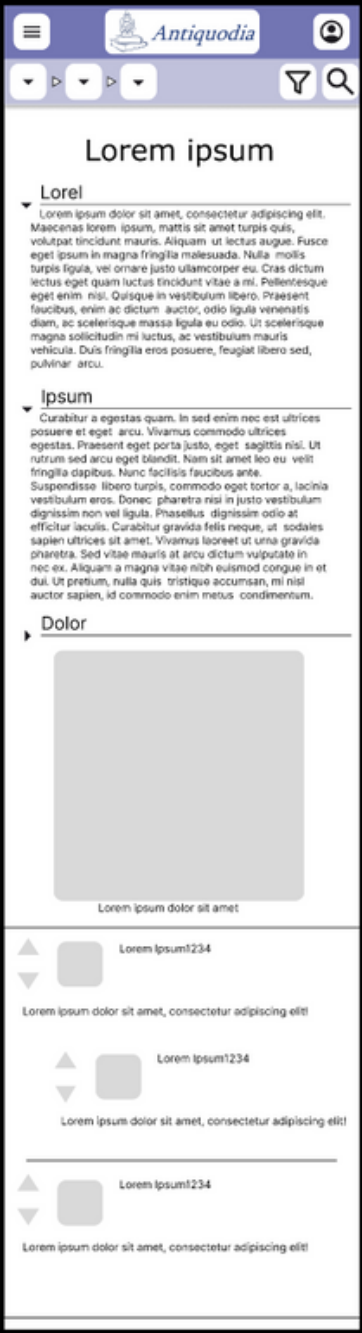 Antiquodia
Lorem ipsum
Lorel
Lorem ipsum dolor sit amet, consectetur adipiscing elit.
Maecenas lorem ipsum, mattis sit amet turpis quis,
volutpat tincidunt mauris. Aliquam ut lectus augue. Fusce
eget ipsum in magna fringilla malesuada. Nulla mollis
turpis ligula, vel ornare justo ullamcorper eu. Cras dictum
lectus eget quam luctus tincidunt vitae a mi. Pellentesque
eget enim nisl. Quisque in vestibulum libero. Praesent
faucibus, enim ac dictum auctor, odio ligula venenatis
diam, ac scelerisque massa ligula eu odio. Ut scelerisque
magna sollicitudin mi luctus, ac vestibulum mauris
vehicula. Duis fringilla eros posuere, feugiat libero sed,
pulvinar arcu.
Ipsum
Curabitur a egestas quam. In sed enim nec est ultrices
posuere et eget arcu. Vivamus commodo ultrices
egestas. Praesent eget porta justo, eget sagittis nisi. Ut
rutrum sed arcu eget blandit. Nam sit amet leo eu velit
fringilla dapibus. Nunc facilisis faucibus ante.
Suspendisse libero turpis, commodo eget tortor a, lacinia
vestibulum eros. Donec pharetra nisi in justo vestibulum
dignissim non vel ligula. Phasellus dignissim odio at
efficitur iaculis. Curabitur gravida felis neque, ut sodales
sapien ultrices sit amet. Vivamus laoreet ut urna gravida
pharetra. Sed vitae mauris at arcu dictum vulputate in
nec ex. Aliquam a magna vitae nibh euismod congue in et
dui. Ut pretium, nulla quis tristique accumsan, mi nisl
auctor sapien, id commodo enim metus condimentum.
Dolor
Lorem ipsum dolor sit amet
Lorem Ipsum1234
Lorem ipsum dolor sit amet, consectetur adipiscing elit!
Lorem Ipsum1234
Lorem ipsum dolor sit amet, consectetur adipiscing elit!
Lorem Ipsum1234
Lorem ipsum dolor sit amet, consectetur adipiscing elit!